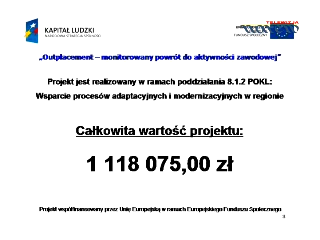 KAPITAŁ LUDZKI
NARODOWA STRATEGIA SPÓJNOŚCI
„Outplacement – monitorowany powrót do aktywności zawodowej”
Projekt jest realizowany w ramach poddziałania 8.1.2 POKL:
Wsparcie procesów adaptacyjnych i modernizacyjnych w regionie
Całkowita wartość projektu:
1 118 075,00 zł
Projekt współfinansowany przez Unię Europejską w ramach Europejskiego Funduszu Społecznego